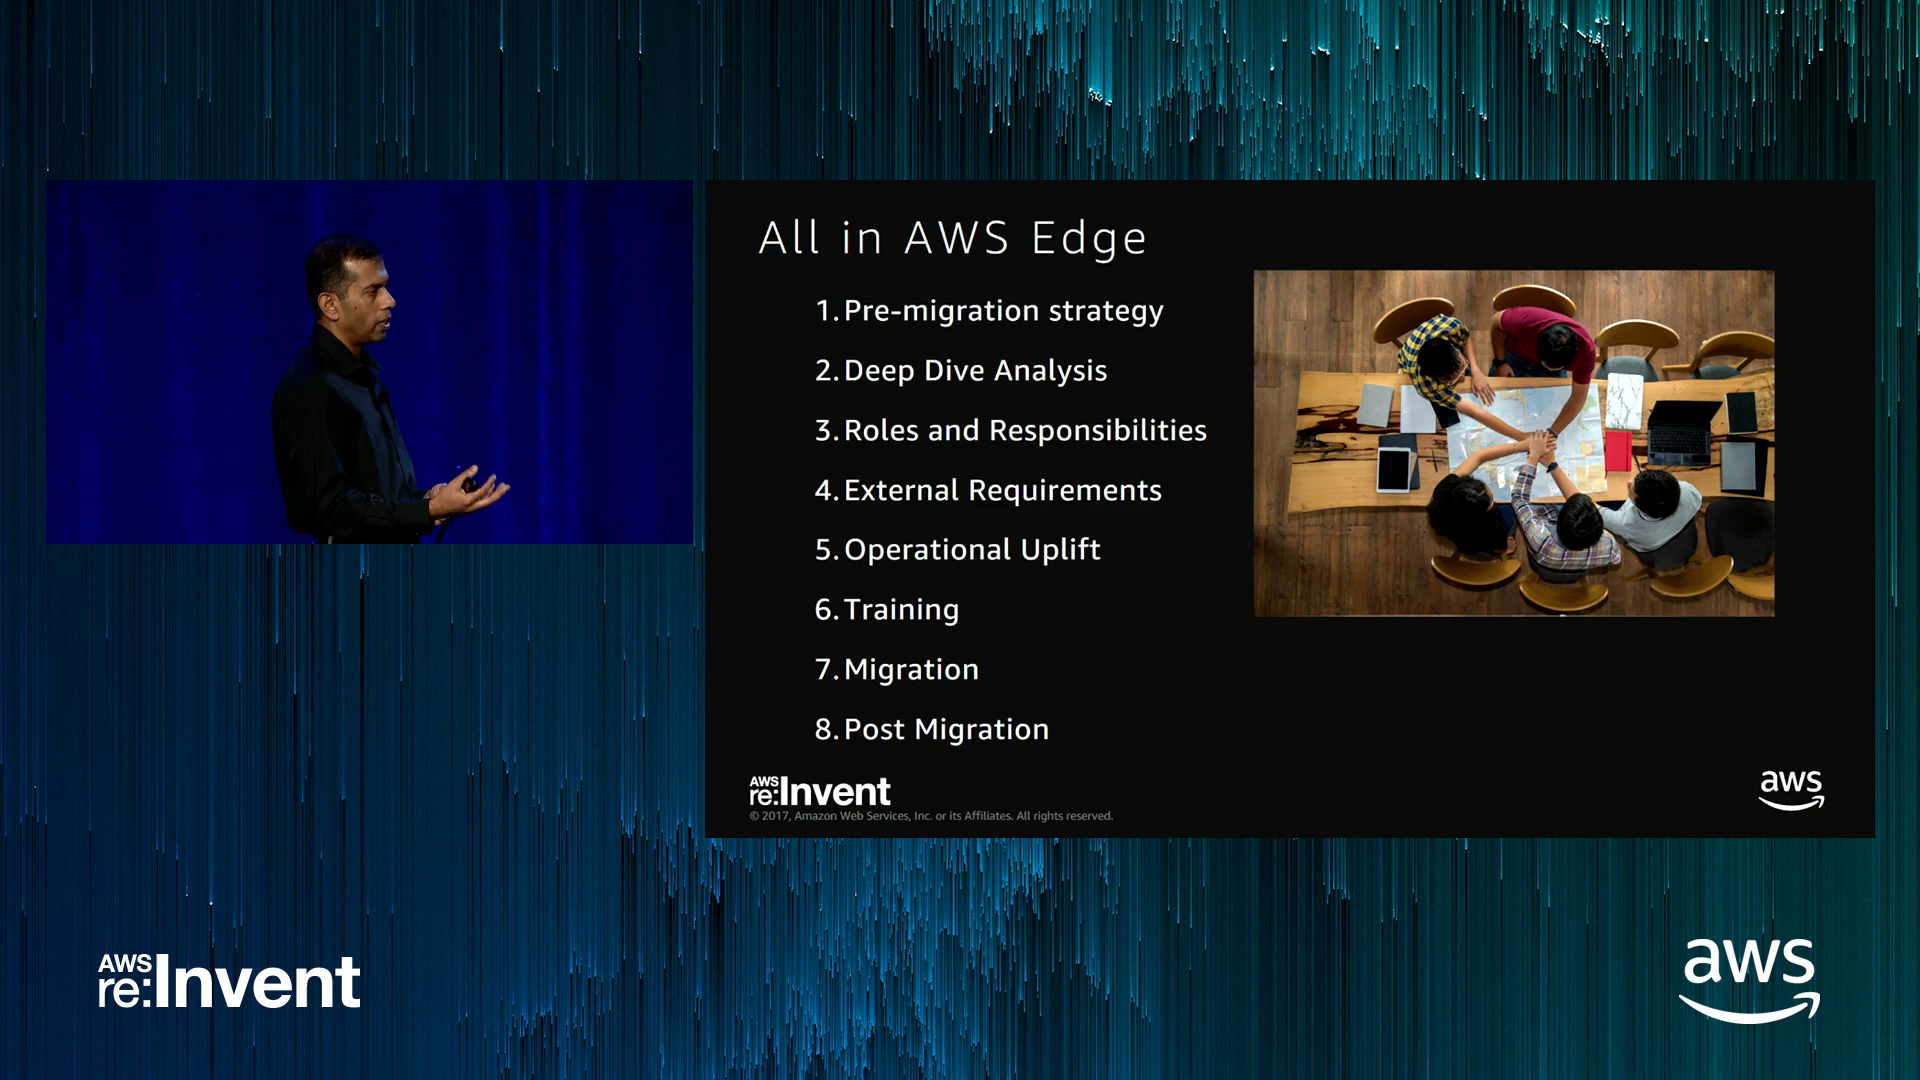 All in AWS Edge
1. Pre-migration strategy
2. Deep Dive Analysis
3. Roles and Responsibilities
4. External Requirements
5. Operational Uplift
6. Training
7. Migration
8. Post Migration
AWS
re:Invent
© 2017, Amazon Web Services, Inc. or its Affiliates. All rights reserved.
aws
AWS
re:Invent
aws